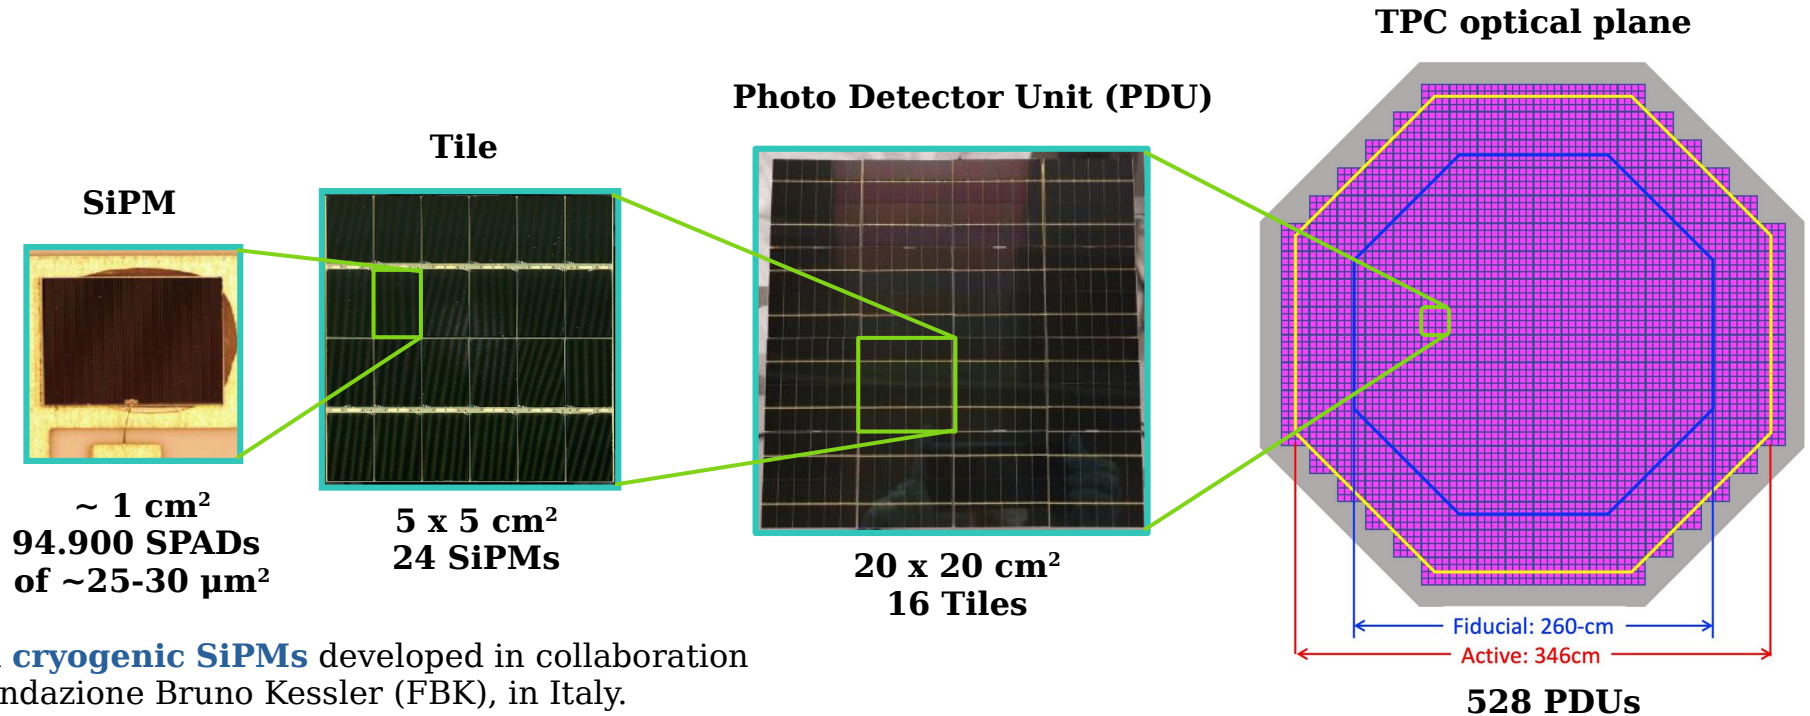 TPC optical plane
Photo Detector Unit (PDU)
Tile
SiPM
~ 1 cm²
94.900 SPADs
of ~25-30 μm²
5 x 5 cm²
24 SiPMs
20 x 20 cm²
16 Tiles
Fiducial: 260-cm
Active: 346cm
528 PDUs
cryogenic SiPMs developed in collaboration
Bruno Kessler (FBK), in Italy.